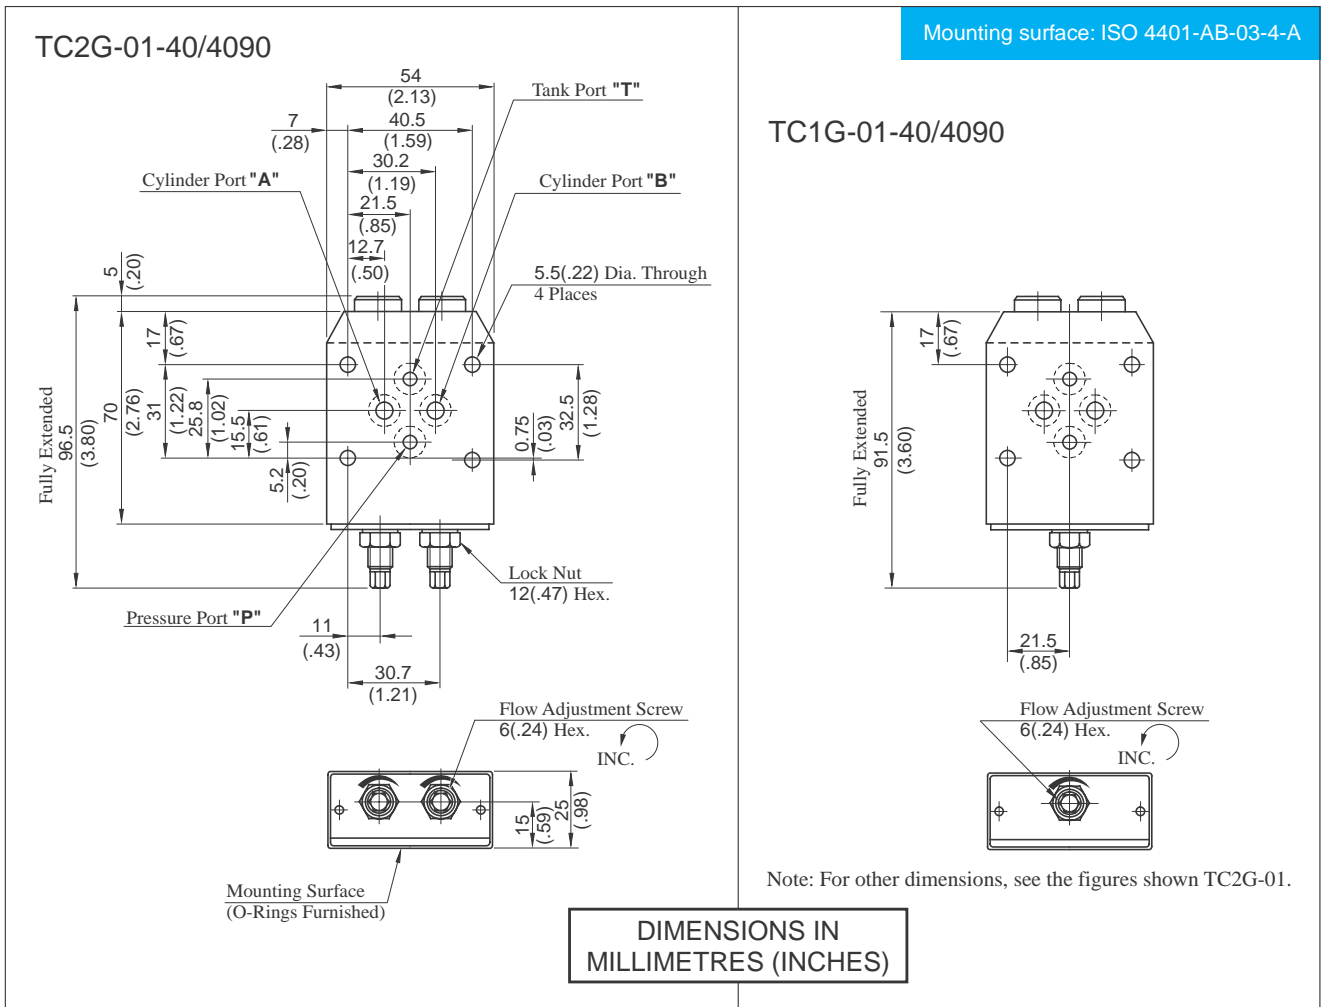 TC2G-01-40/4090
Mounting surface: ISO 4401-AB-03-4-A
54
(2.13)
Tank Port "T"
7
(.28)
40.5
(1.59)
30.2
(1.19)
Cylinder Port "A"
Cylinder Port "B"
21.5
(.85)
12.7
(.50)
5
(.20)
5.5(.22) Dia. Through
4 Places
17
(.67)
Fully Extended
96.5
(3.80)
70
(2.76)
31
(1.22)
25.8
(1.02)
15.5
(.61)
5.2
(.20)
0.75
(.03)
32.5
(1.28)
Lock Nut
12(.47) Hex.
Pressure Port "P"
11
(.43)
30.7
(1.21)
Flow Adjustment Screw
6(.24) Hex.
INC.
15
(.59)
25
(.98)
Mounting Surface
(O-Rings Furnished)
TC1G-01-40/4090
17
(.67)
Fully Extended
91.5
(3.60)
21.5
(.85)
Flow Adjustment Screw
6(.24) Hex.
INC.
Note: For other dimensions, see the figures shown TC2G-01.
DIMENSIONS IN
MILLIMETRES (INCHES)